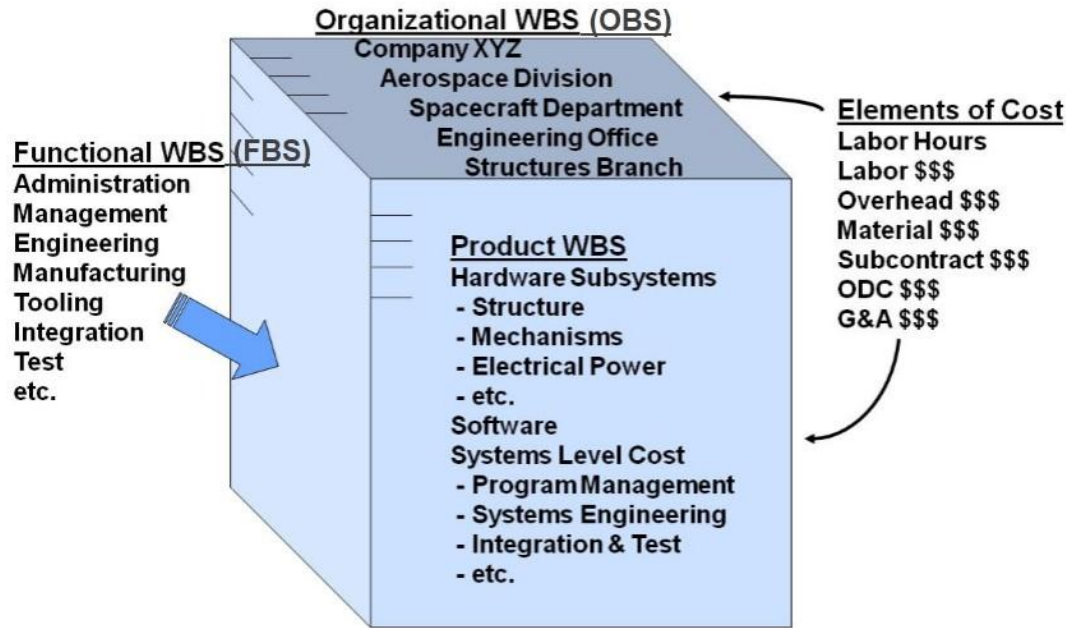 Organizational WBS (OBS)
Company XYZ
Aerospace Division
Spacecraft Department
Engineering Office
Structures Branch
Functional WBS (FBS)
Administration
Management
Engineering
Manufacturing
Tooling
Integration
Test
etc.
Product WBS
Hardware Subsystems
- Structure
- Mechanisms
- Electrical Power
- etc.
Software
Systems Level Cost
- Program Management
- Systems Engineering
- Integration & Test
- etc.
Elements of Cost
Labor Hours
Labor $$$
Overhead $$$
Material $$$
Subcontract $$$
ODC $$$
G&A $$$